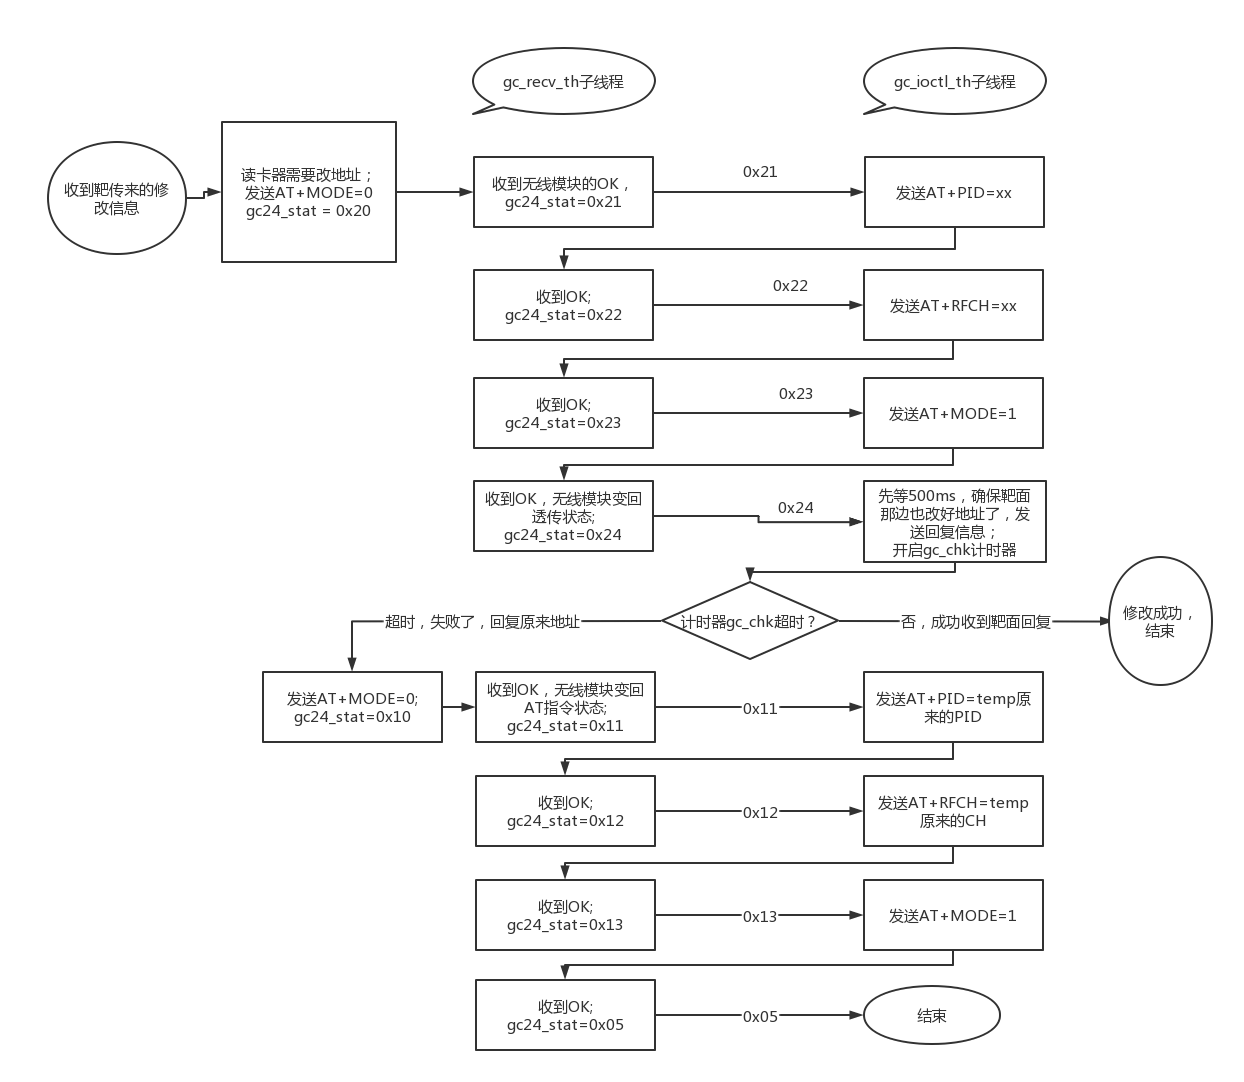 gc_recv_th子线程
gc_ioctl_th子线程
收到靶传来的修
改信息
读卡器需要改地址；
发送AT+MODE=0
gc24_stat = 0x20
收到无线模块的OK，
gc24_stat=0x21
0x21
发送AT+PID=xx
收到OK;
gc24_stat=0x22
0x22
发送AT+RFCH=xx
收到OK;
gc24_stat=0x23
0x23
发送AT+MODE=1
收到OK，无线模块变回
透传状态;
gc24_stat=0x24
0x24
先等500ms，确保靶面
那边也改好地址了，发
送回复信息；
开启gc_chk计时器
计时器gc_chk超时？
超时，失败了，回复原来地址
否，成功收到靶面回复
修改成功，
结束
发送AT+MODE=0;
gc24_stat=0x10
收到OK，无线模块变回
AT指令状态;
gc24_stat=0x11
0x11
发送AT+PID=temp原
来的PID
收到OK;
gc24_stat=0x12
0x12
发送AT+RFCH=temp
原来的CH
收到OK;
gc24_stat=0x13
0x13
发送AT+MODE=1
收到OK;
gc24_stat=0x05
0x05
结束